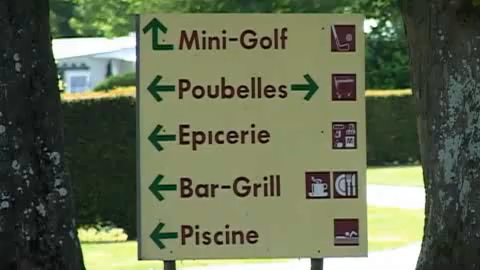 Mini-Golf
Poubelles
Epicerie
Bar-Grill
Piscine